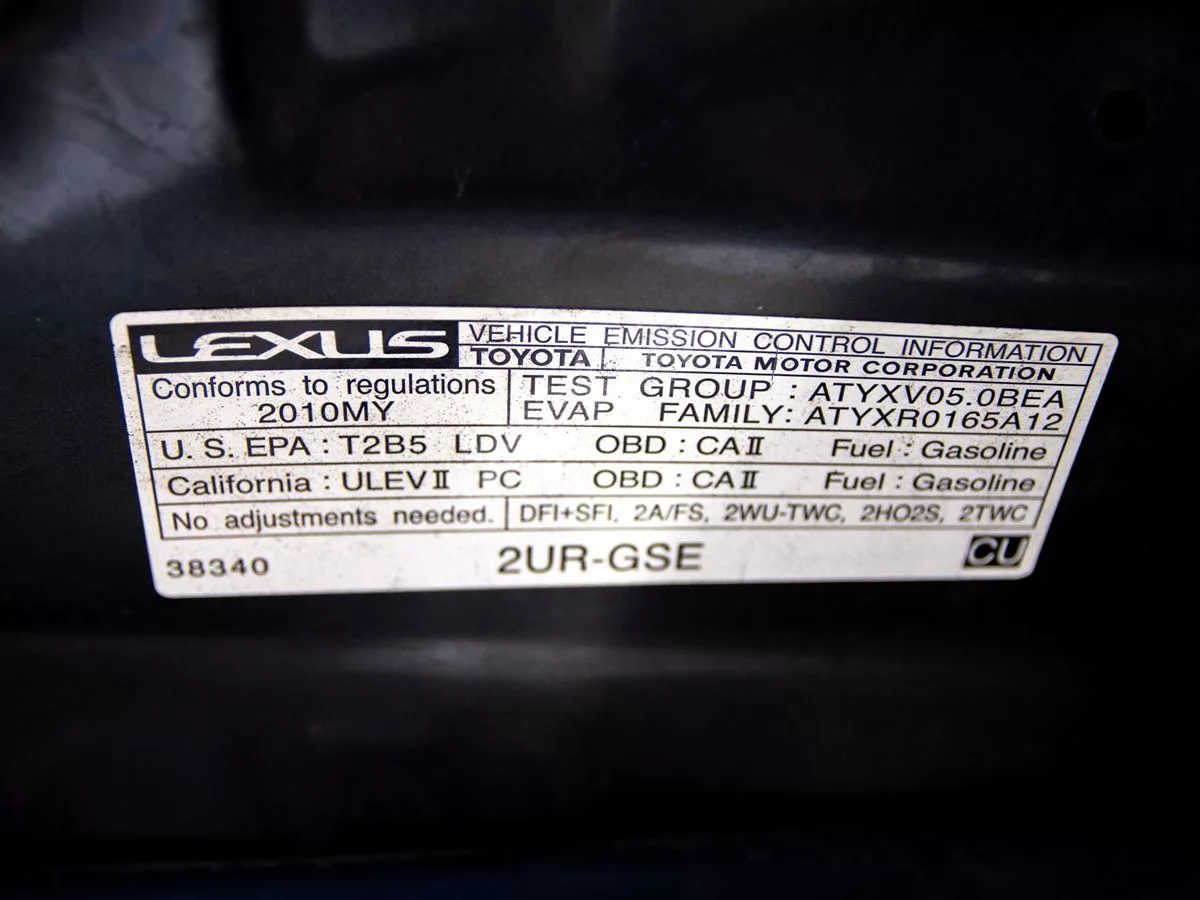 LEXUS VEHICLE EMISSION CONTROL INFORMATION
TOYOTA TOYOTA MOTOR CORPORATION
Conforms to regulations TEST GROUP : ATYXV05.0BEA
2010MY EVAP FAMILY: ATYXR0165A12
U. S. EPA : T2B5 LDV OBD : CAⅡ Fuel : Gasoline
California : ULEVⅡ PC OBD : CAⅡ Fuel : Gasoline
No adjustments needed. DFI+SFI, 2A/FS, 2WU-TWC, 2HO2S, 2TWC
38340 2UR-GSE CU